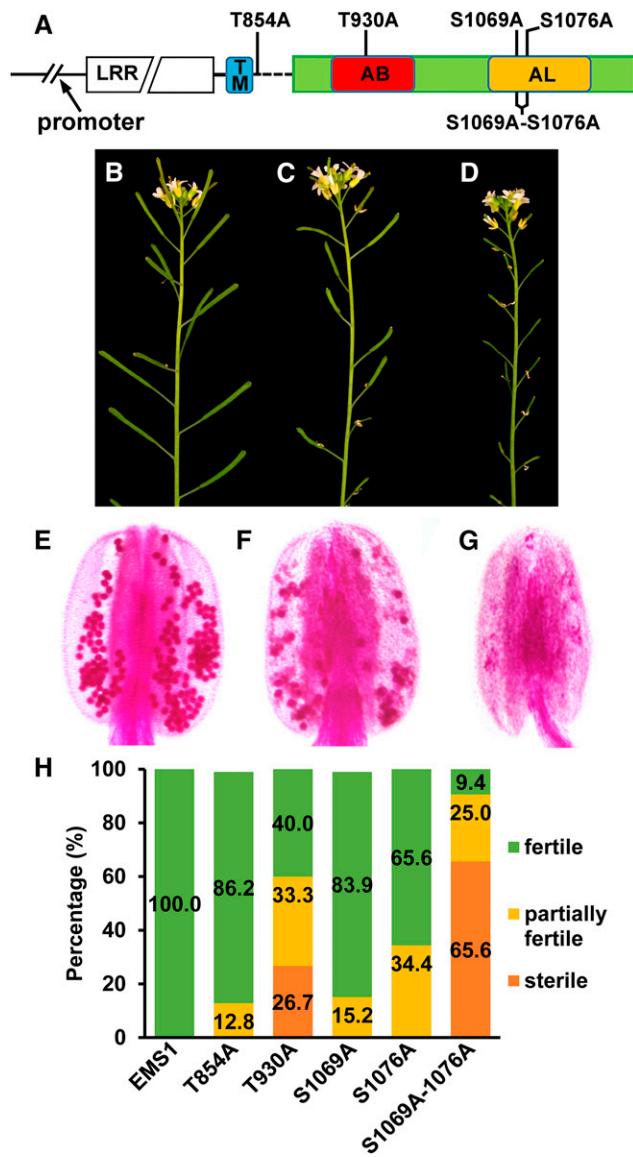 A
T854A
T930A
S1069A
S1076A
LRR
TM
AB
AL
promoter
S1069A-S1076A
B
C
D
E
F
G
H
Percentage (%)
100
80
60
40
20
0
100.0
86.2
12.8
40.0
33.3
26.7
83.9
15.2
65.6
34.4
9.4
25.0
65.6
EMS1
T854A
T930A
S1069A
S1076A
S1069A-1076A
fertile
partially
fertile
sterile